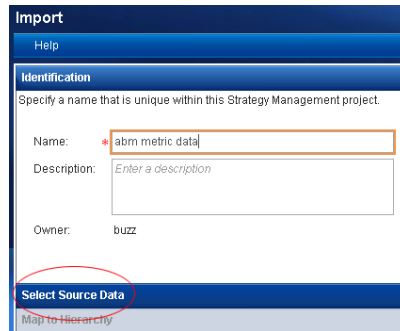 Import
Help
Identification
Specify a name that is unique within this Strategy Management project.
Name: * abm metric data
Description: Enter a description
Owner: buzz
Select Source Data
Map to Hierarchy